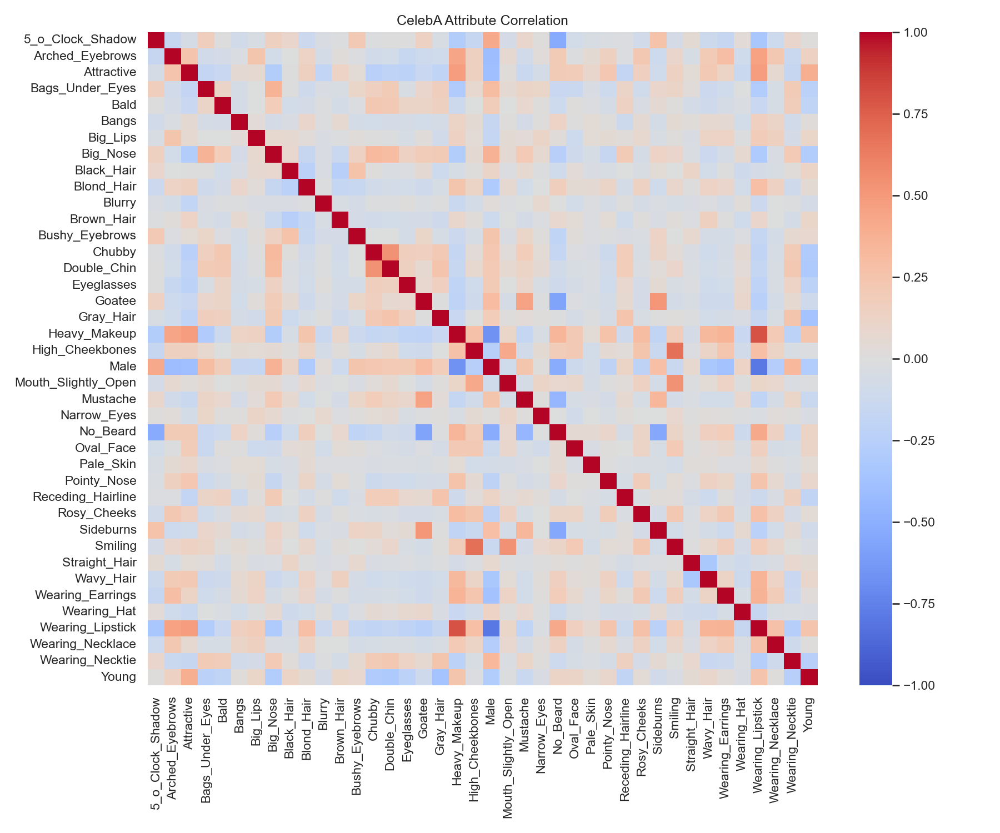 CelebA Attribute Correlation
5_o_Clock_Shadow
Arched_Eyebrows
Attractive
Bags_Under_Eyes
Bald
Bangs
Big_Lips
Big_Nose
Black_Hair
Blond_Hair
Blurry
Brown_Hair
Bushy_Eyebrows
Chubby
Double_Chin
Eyeglasses
Goatee
Gray_Hair
Heavy_Makeup
High_Cheekbones
Male
Mouth_Slightly_Open
Mustache
Narrow_Eyes
No_Beard
Oval_Face
Pale_Skin
Pointy_Nose
Receding_Hairline
Rosy_Cheeks
Sideburns
Smiling
Straight_Hair
Wavy_Hair
Wearing_Earrings
Wearing_Hat
Wearing_Lipstick
Wearing_Necklace
Wearing_Necktie
Young
5_o_Clock_Shadow
Arched_Eyebrows
Attractive
Bags_Under_Eyes
Bald
Bangs
Big_Lips
Big_Nose
Black_Hair
Blond_Hair
Blurry
Brown_Hair
Bushy_Eyebrows
Chubby
Double_Chin
Eyeglasses
Goatee
Gray_Hair
Heavy_Makeup
High_Cheekbones
Male
Mouth_Slightly_Open
Mustache
Narrow_Eyes
No_Beard
Oval_Face
Pale_Skin
Pointy_Nose
Receding_Hairline
Rosy_Cheeks
Sideburns
Smiling
Straight_Hair
Wavy_Hair
Wearing_Earrings
Wearing_Hat
Wearing_Lipstick
Wearing_Necklace
Wearing_Necktie
Young
1.00
0.75
0.50
0.25
0.00
−0.25
−0.50
−0.75
−1.00